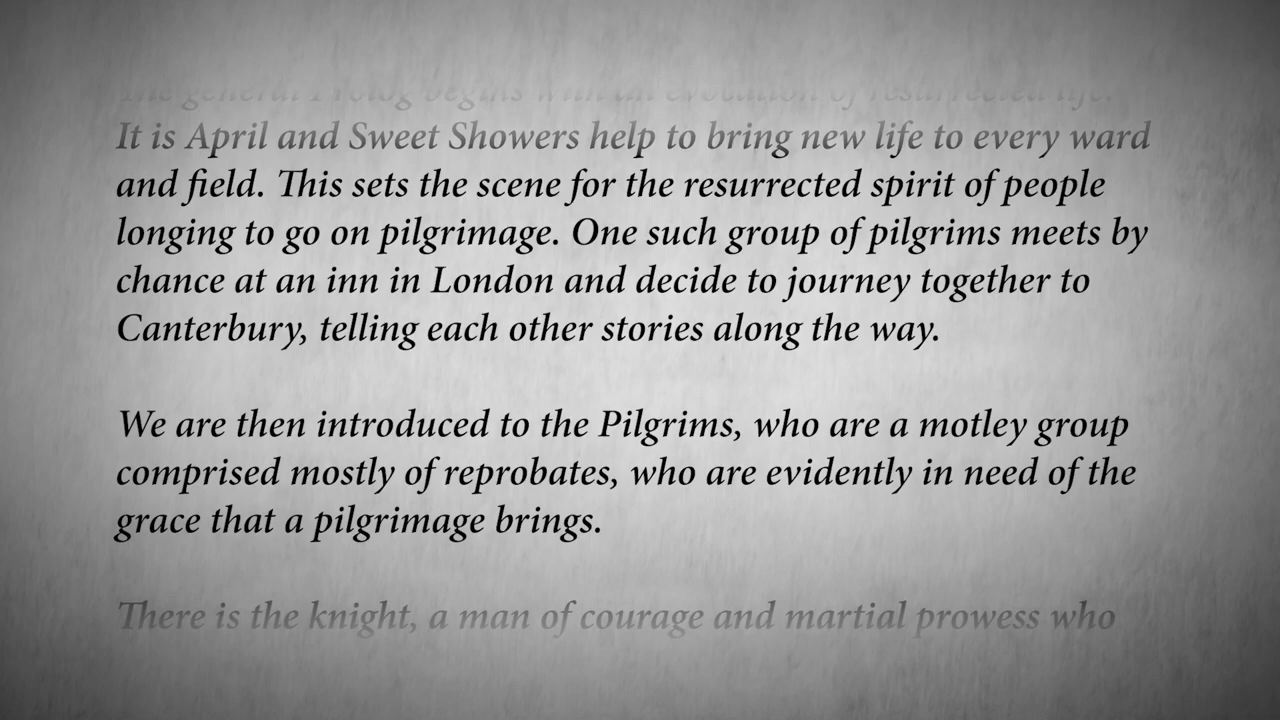 The general Prolog begins with an evocation of resurrected life.
It is April and Sweet Showers help to bring new life to every ward
and field. This sets the scene for the resurrected spirit of people
longing to go on pilgrimage. One such group of pilgrims meets by
chance at an inn in London and decide to journey together to
Canterbury, telling each other stories along the way.
We are then introduced to the Pilgrims, who are a motley group
comprised mostly of reprobates, who are evidently in need of the
grace that a pilgrimage brings.
There is the knight, a man of courage and martial prowess who